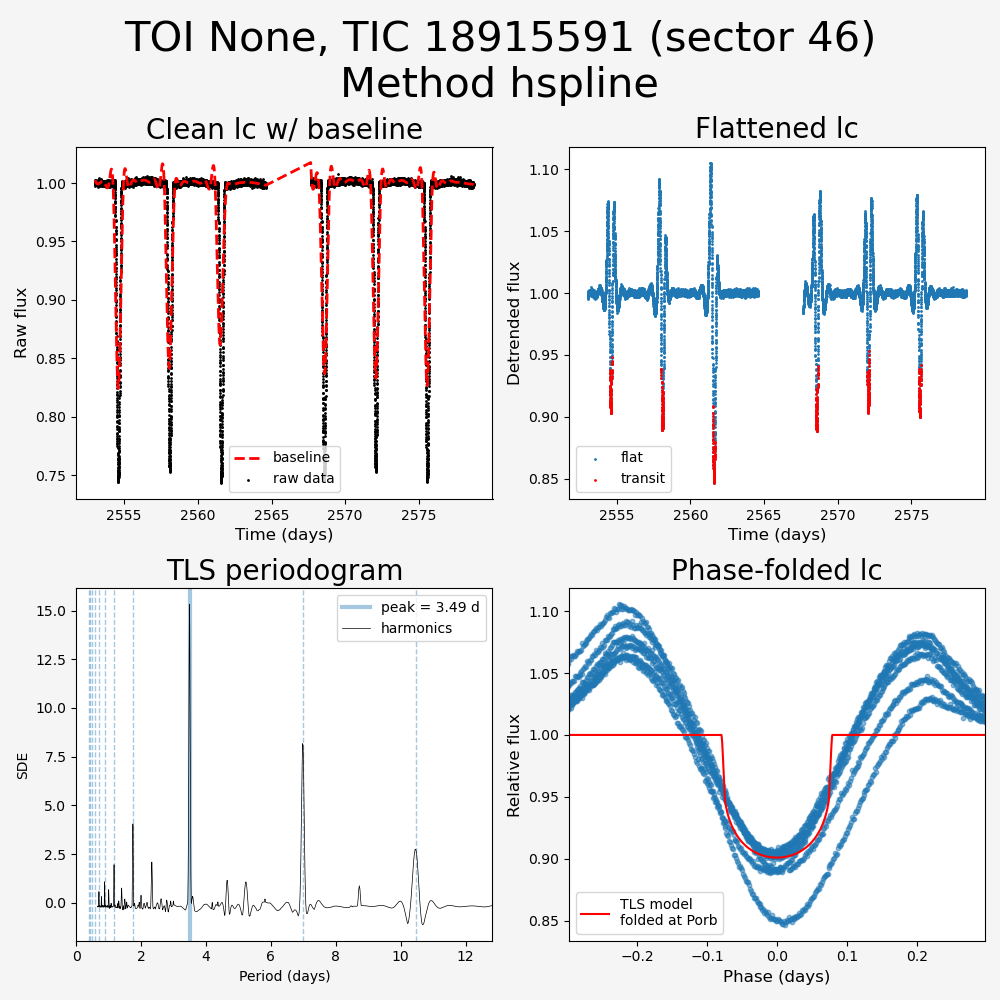 TOI None, TIC 18915591 (sector 46)
Method hspline
Clean lc w/ baseline
Raw flux
1.00
0.95
0.90
0.85
0.80
0.75
baseline
raw data
2555
2560
2565
2570
2575
Time (days)
Flattened lc
Detrended flux
1.10
1.05
1.00
0.95
0.90
0.85
flat
transit
2555
2560
2565
2570
2575
Time (days)
TLS periodogram
SDE
15.0
12.5
10.0
7.5
5.0
2.5
0.0
peak = 3.49 d
harmonics
0
2
4
6
8
10
12
Period (days)
Phase-folded lc
Relative flux
1.10
1.05
1.00
0.95
0.90
0.85
TLS model
folded at Porb
−0.2
−0.1
0.0
0.1
0.2
Phase (days)